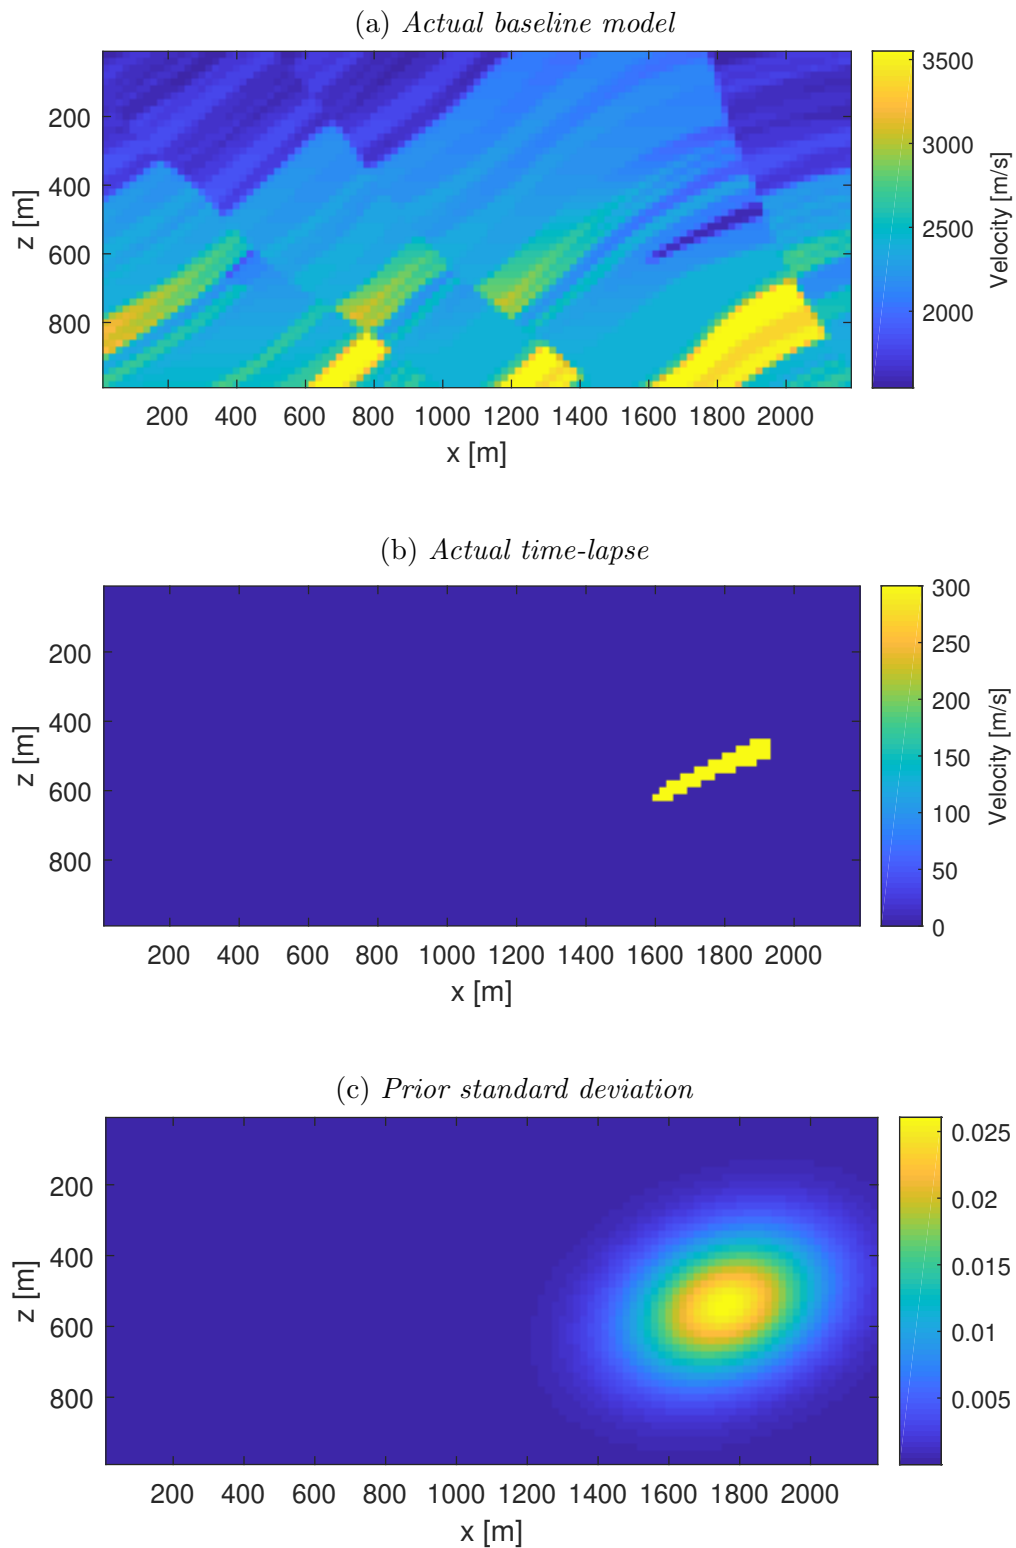 (a) Actual baseline model
200
400
600
800
z [m]
200 400 600 800 1000 1200 1400 1600 1800 2000
x [m]
3500
3000
2500
2000
Velocity [m/s]
(b) Actual time-lapse
200
400
600
800
z [m]
200 400 600 800 1000 1200 1400 1600 1800 2000
x [m]
300
250
200
150
100
50
0
Velocity [m/s]
(c) Prior standard deviation
200
400
600
800
z [m]
200 400 600 800 1000 1200 1400 1600 1800 2000
x [m]
0.025
0.02
0.015
0.01
0.005